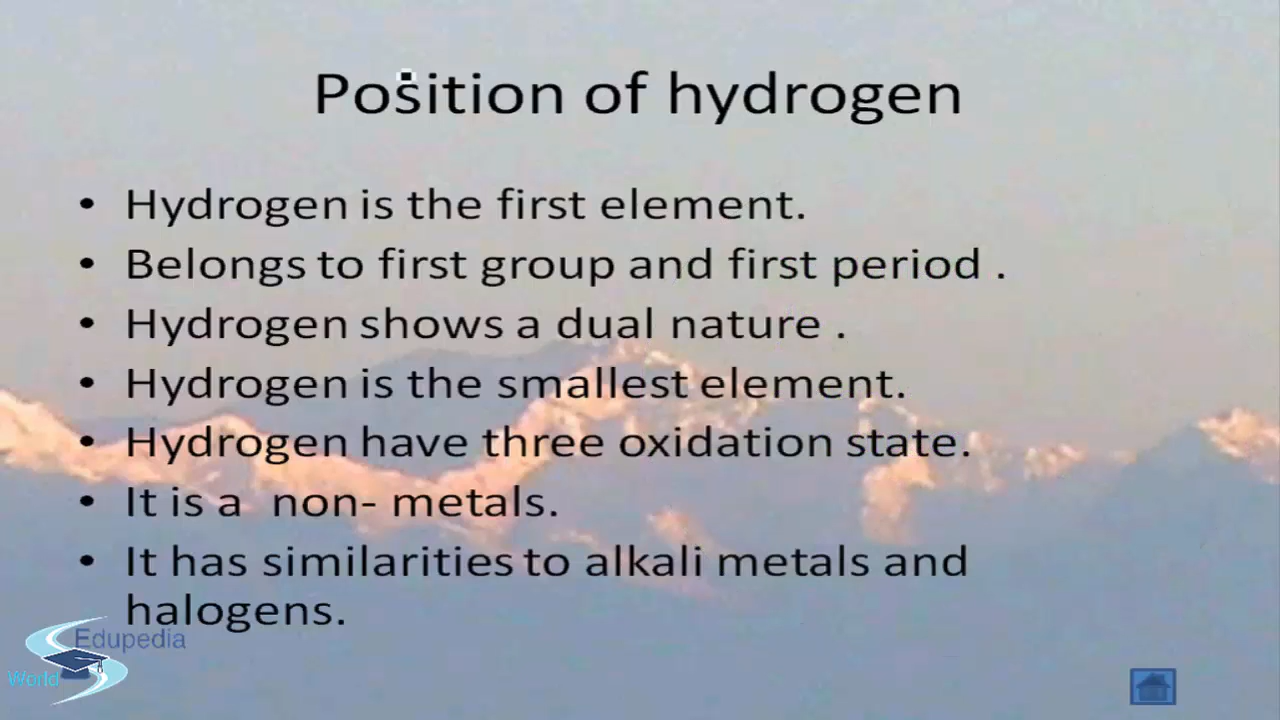 Position of hydrogen
• Hydrogen is the first element.
• Belongs to first group and first period .
• Hydrogen shows a dual nature .
• Hydrogen is the smallest element.
• Hydrogen have three oxidation state.
• It is a  non- metals.
• It has similarities to alkali metals and
halogens.
Edupedia
World